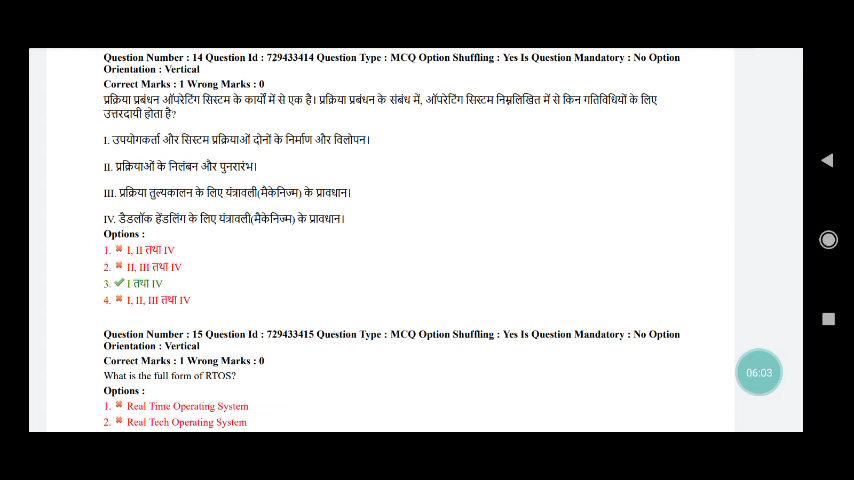 Question Number : 14 Question Id : 729433414 Question Type : MCQ Option Shuffling : Yes Is Question Mandatory : No Option
Orientation : Vertical
Correct Marks : 1 Wrong Marks : 0
प्रक्रिया प्रबंधन ऑपरेटिंग सिस्टम के कार्यों में से एक है। प्रक्रिया प्रबंधन के संबंध में, ऑपरेटिंग सिस्टम निम्नलिखित में से किन गतिविधियों के लिए
उत्तरदायी होता है?
I. उपयोगकर्ता और सिस्टम प्रक्रियाओं दोनों के निर्माण और विलोपन।
II. प्रक्रियाओं के निलंबन और पुनरारंभ।
III. प्रक्रिया तुल्यकालन के लिए यंत्रावली(मैकेनिज्म) के प्रावधान।
IV. डैडलॉक हेंडलिंग के लिए यंत्रावली(मैकेनिज्म) के प्रावधान।
Options :
1. I, II तथा IV
2. II, III तथा IV
3. I तथा IV
4. I, II, III तथा IV
Question Number : 15 Question Id : 729433415 Question Type : MCQ Option Shuffling : Yes Is Question Mandatory : No Option
Orientation : Vertical
Correct Marks : 1 Wrong Marks : 0
What is the full form of RTOS?
Options :
1. Real Time Operating System
2. Real Tech Operating System
06:03